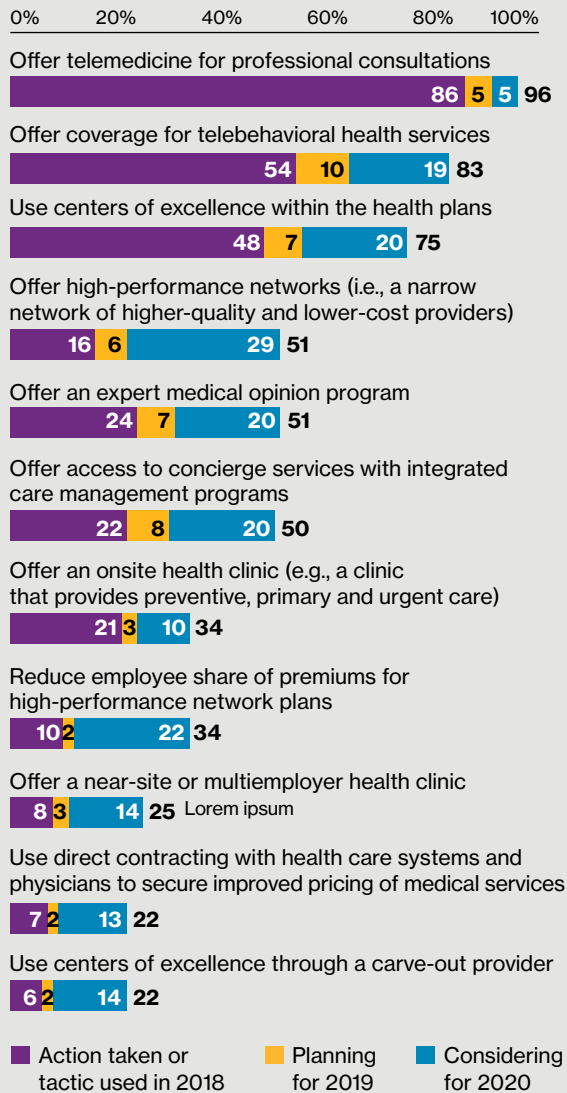 0% 20% 40% 60% 80% 100%
Offer telemedicine for professional consultations
86 5 5 96
Offer coverage for telebehavioral health services
54 10 19 83
Use centers of excellence within the health plans
48 7 20 75
Offer high-performance networks (i.e., a narrow
network of higher-quality and lower-cost providers)
16 6 29 51
Offer an expert medical opinion program
24 7 20 51
Offer access to concierge services with integrated
care management programs
22 8 20 50
Offer an onsite health clinic (e.g., a clinic
that provides preventive, primary and urgent care)
21 3 10 34
Reduce employee share of premiums for
high-performance network plans
10 2 22 34
Offer a near-site or multiemployer health clinic
8 3 14 25 Lorem ipsum
Use direct contracting with health care systems and
physicians to secure improved pricing of medical services
7 2 13 22
Use centers of excellence through a carve-out provider
6 2 14 22
Action taken or
tactic used in 2018
Planning
for 2019
Considering
for 2020